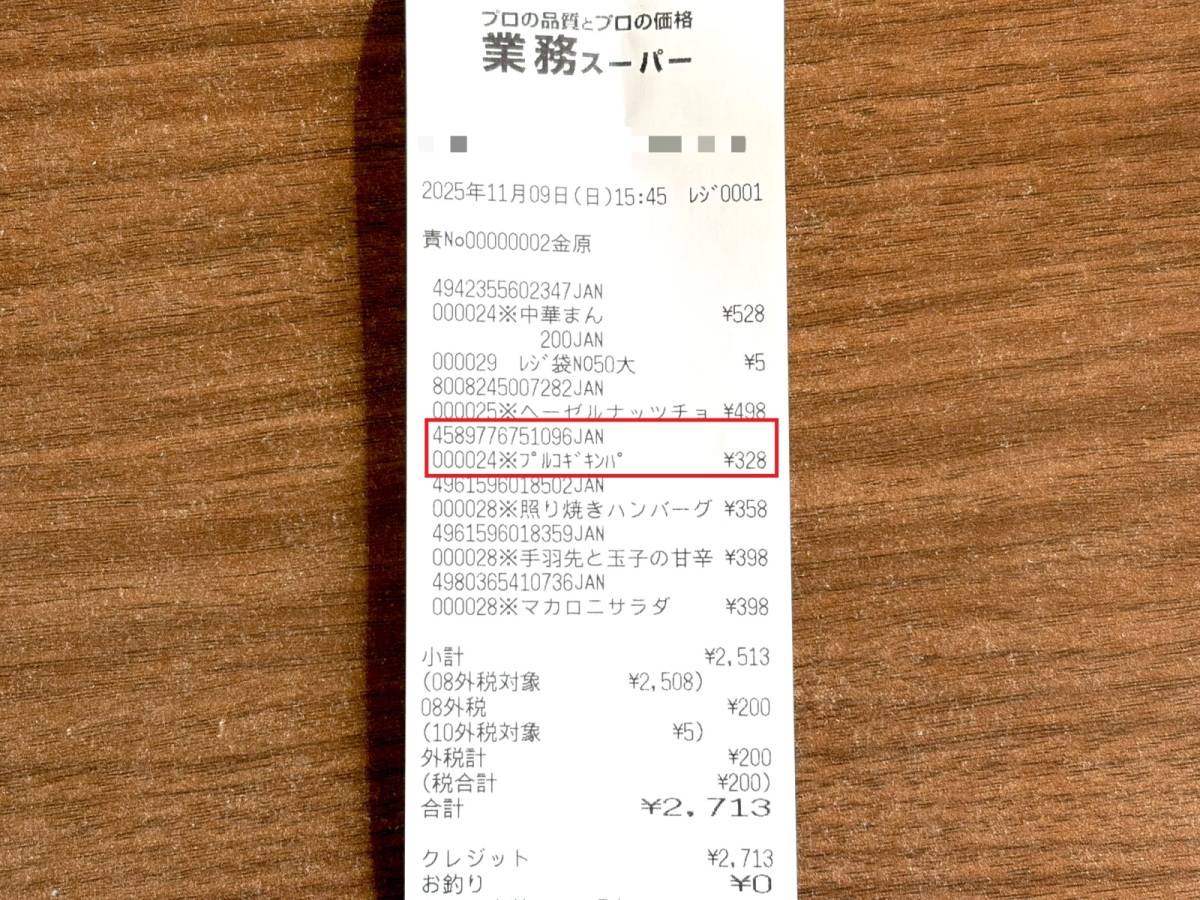 プロの品質とプロの価格
業務スーパー
2025年11月09日(日)15:45 ﾚｼﾞ0001
責No00000002金原
4942355602347JAN
000024※中華まん ¥528
200JAN
000029 ﾚｼﾞ袋NO50大 ¥5
8008245007282JAN
000025※ヘーゼルナッツチョ ¥498
4589776751096JAN
000024※ﾌﾟﾙｺｷﾞｷﾝﾊﾟ ¥328
4961596018502JAN
000028※照り焼きハンバーグ ¥358
4961596018359JAN
000028※手羽先と玉子の甘辛 ¥398
4980365410736JAN
000028※マカロニサラダ ¥398
小計 ¥2,513
(08外税対象 ¥2,508)
08外税 ¥200
(10外税対象 ¥5)
外税計 ¥200
(税合計 ¥200)
合計 ¥2,713
クレジット ¥2,713
お釣り ¥0